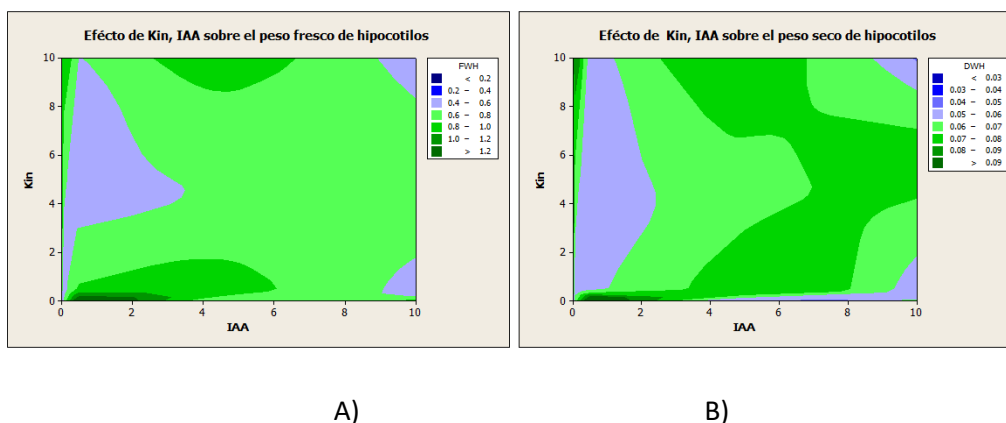 Efécto de Kin, IAA sobre el peso fresco de hipocotilos
10
8
6
4
2
0
Kin
0
2
4
6
8
10
IAA
FWH
< 0.2
0.2 – 0.4
0.4 – 0.6
0.6 – 0.8
0.8 – 1.0
1.0 – 1.2
> 1.2
Efécto de Kin, IAA sobre el peso seco de hipocotilos
10
8
6
4
2
0
Kin
0
2
4
6
8
10
IAA
DWH
< 0.03
0.03 – 0.04
0.04 – 0.05
0.05 – 0.06
0.06 – 0.07
0.07 – 0.08
0.08 – 0.09
> 0.09
A)
B)